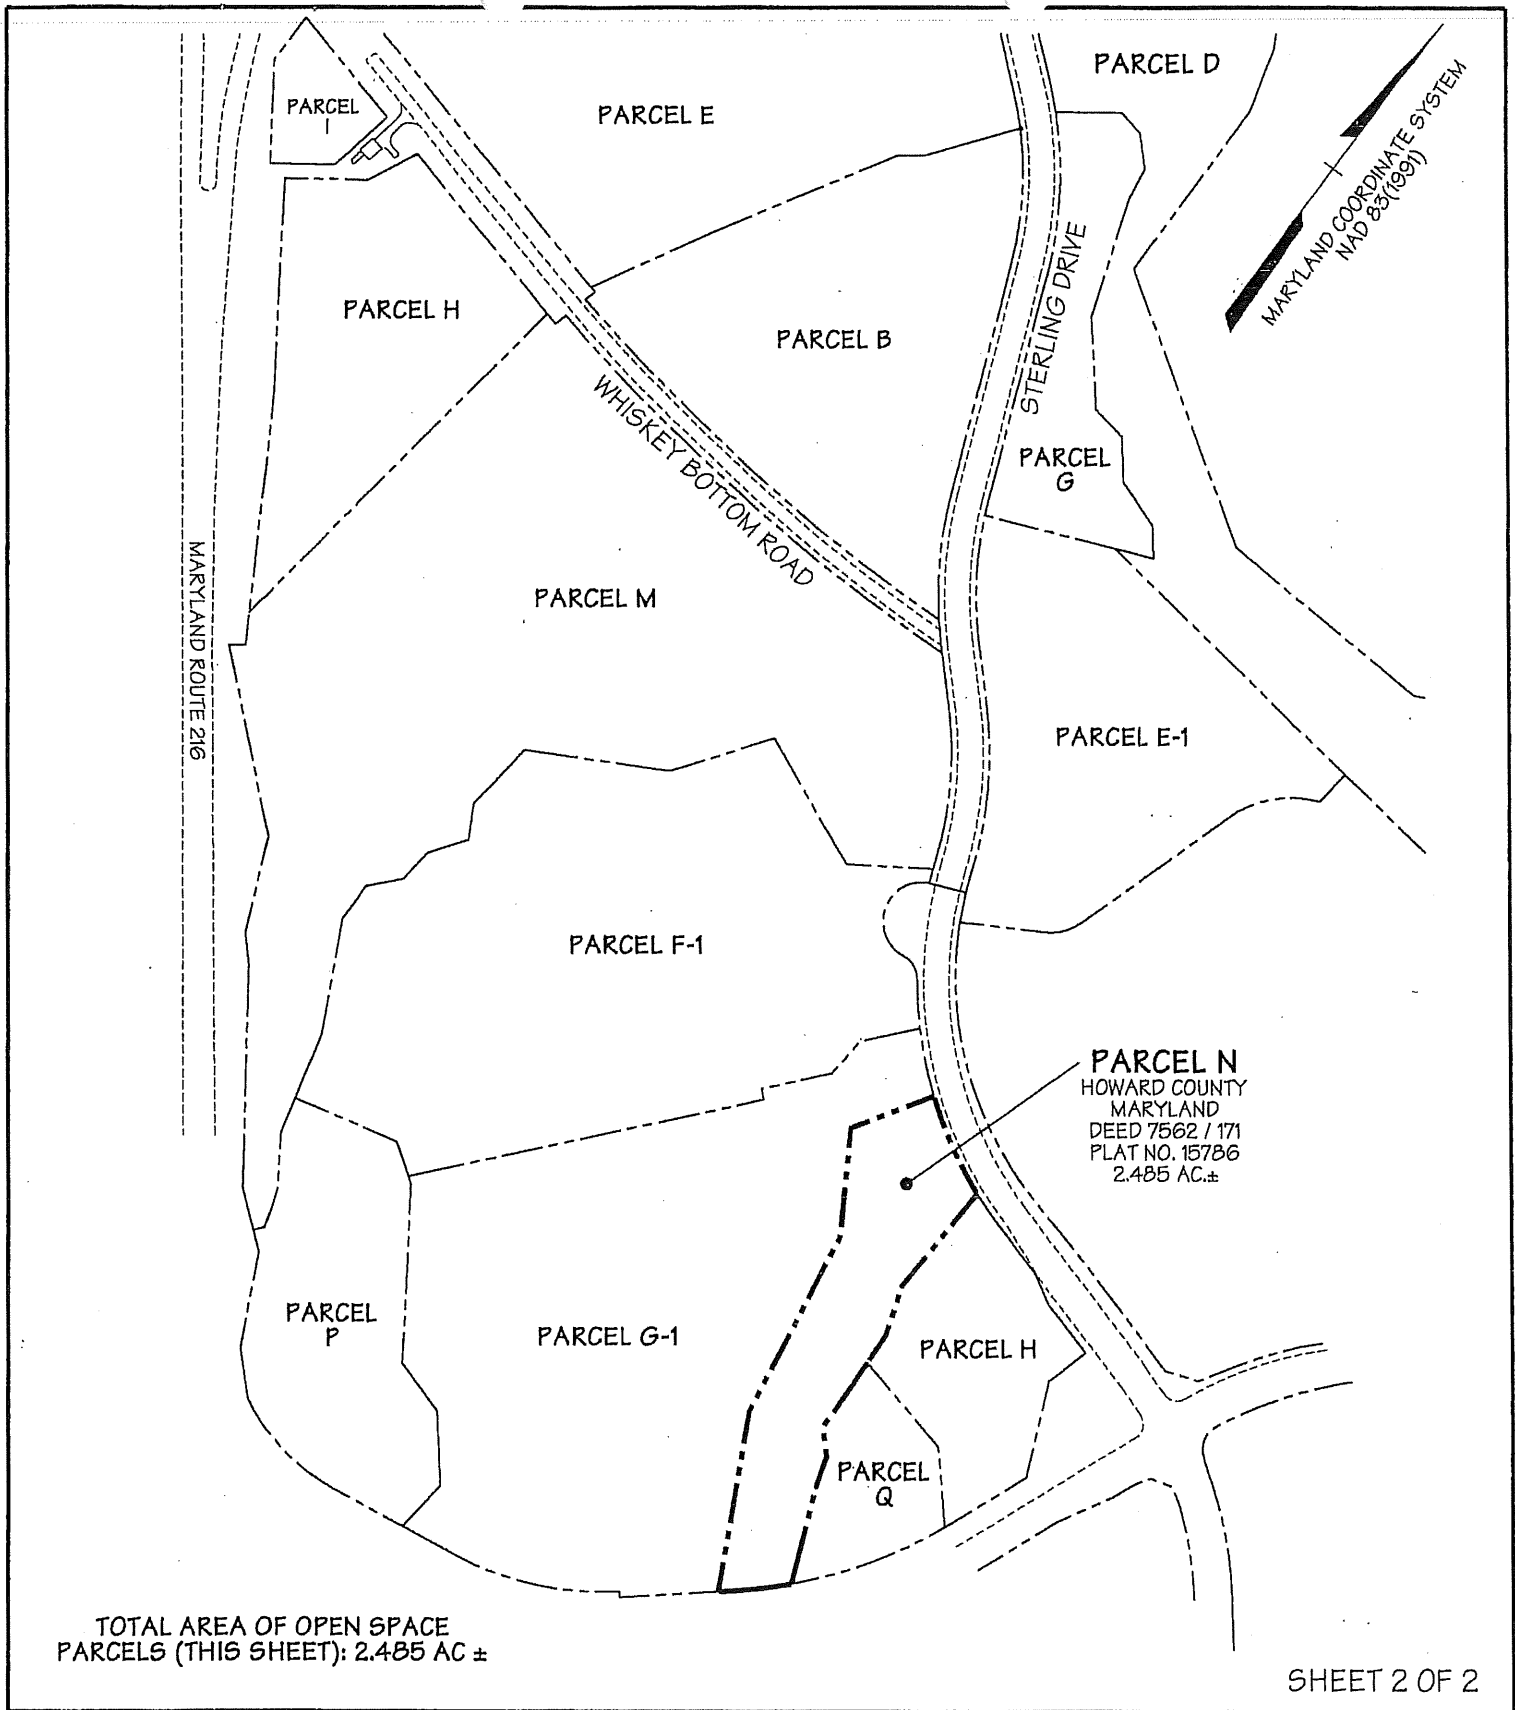 PARCEL D
PARCEL
I
PARCEL E
MARYLAND COORDINATE SYSTEM
NAD 83(1991)
PARCEL H
PARCEL B
STERLING DRIVE
WHISKEY BOTTOM ROAD
PARCEL
G
MARYLAND ROUTE 216
PARCEL M
PARCEL E-1
PARCEL F-1
PARCEL N
HOWARD COUNTY
MARYLAND
DEED 7562 / 171
PLAT NO. 15786
2.485 AC.±
PARCEL
P
PARCEL G-1
PARCEL H
PARCEL
Q
TOTAL AREA OF OPEN SPACE
PARCELS (THIS SHEET): 2.485 AC ±
SHEET 2 OF 2